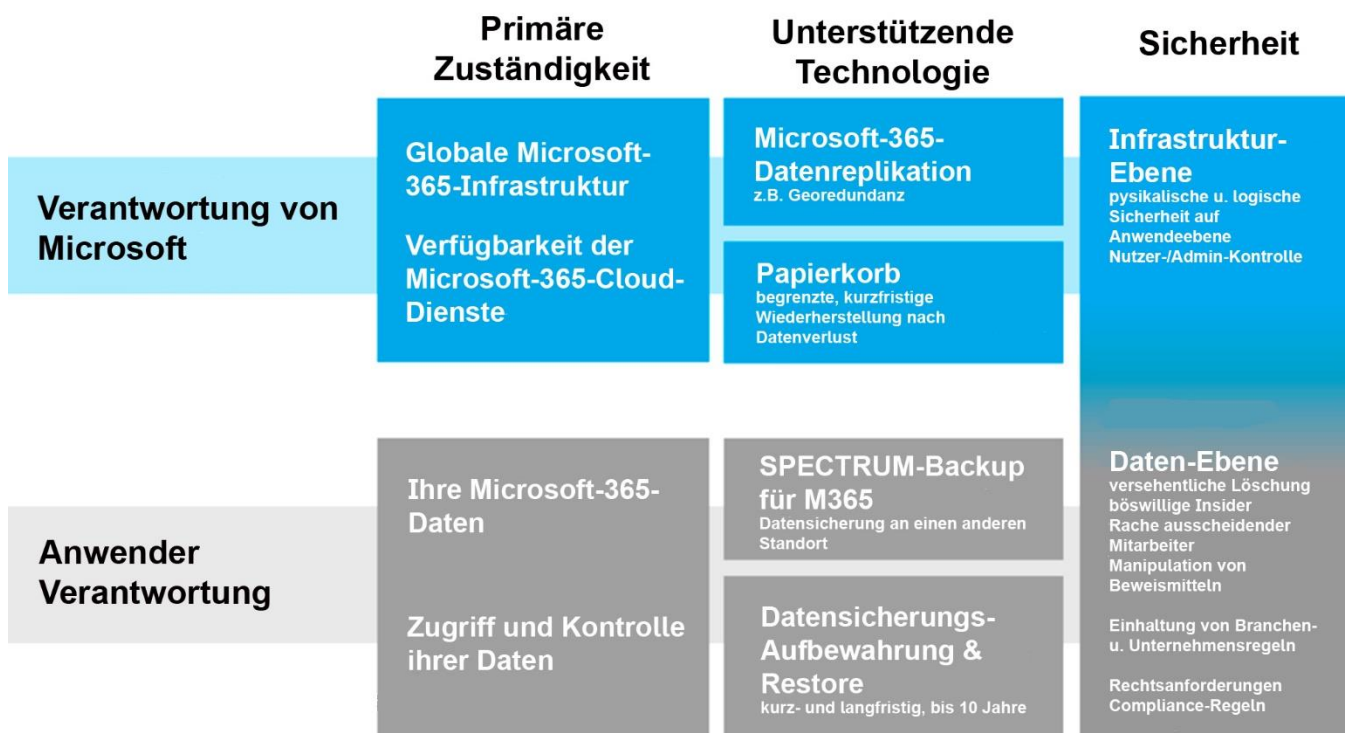 Primäre
Zuständigkeit
Unterstützende
Technologie
Sicherheit
Verantwortung von
Microsoft
Globale Microsoft-
365-Infrastruktur
Verfügbarkeit der
Microsoft-365-Cloud-
Dienste
Microsoft-365-
Datenreplikation
z.B. Georedundanz
Papierkorb
begrenzte, kurzfristige
Wiederherstellung nach
Datenverlust
Infrastruktur-
Ebene
pysikalische u. logische
Sicherheit auf
Anwendeebene
Nutzer-/Admin-Kontrolle
Anwender
Verantwortung
Ihre Microsoft-365-
Daten
Zugriff und Kontrolle
ihrer Daten
SPECTRUM-Backup
für M365
Datensicherung an einen anderen
Standort
Datensicherungs-
Aufbewahrung &
Restore
kurz- und langfristig, bis 10 Jahre
Daten-Ebene
versehentliche Löschung
böswillige Insider
Rache ausscheidender
Mitarbeiter
Manipulation von
Beweismitteln
Einhaltung von Branchen-
u. Unternehmensregeln
Rechtsanforderungen
Compliance-Regeln